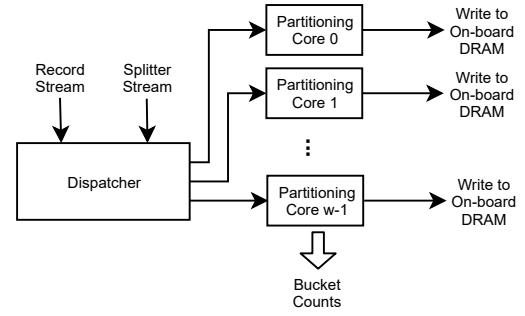 Partitioning
Core 0
Write to
On-board
DRAM
Record
Stream
Splitter
Stream
Partitioning
Core 1
Write to
On-board
DRAM
Dispatcher
Partitioning
Core w-1
Write to
On-board
DRAM
Bucket
Counts